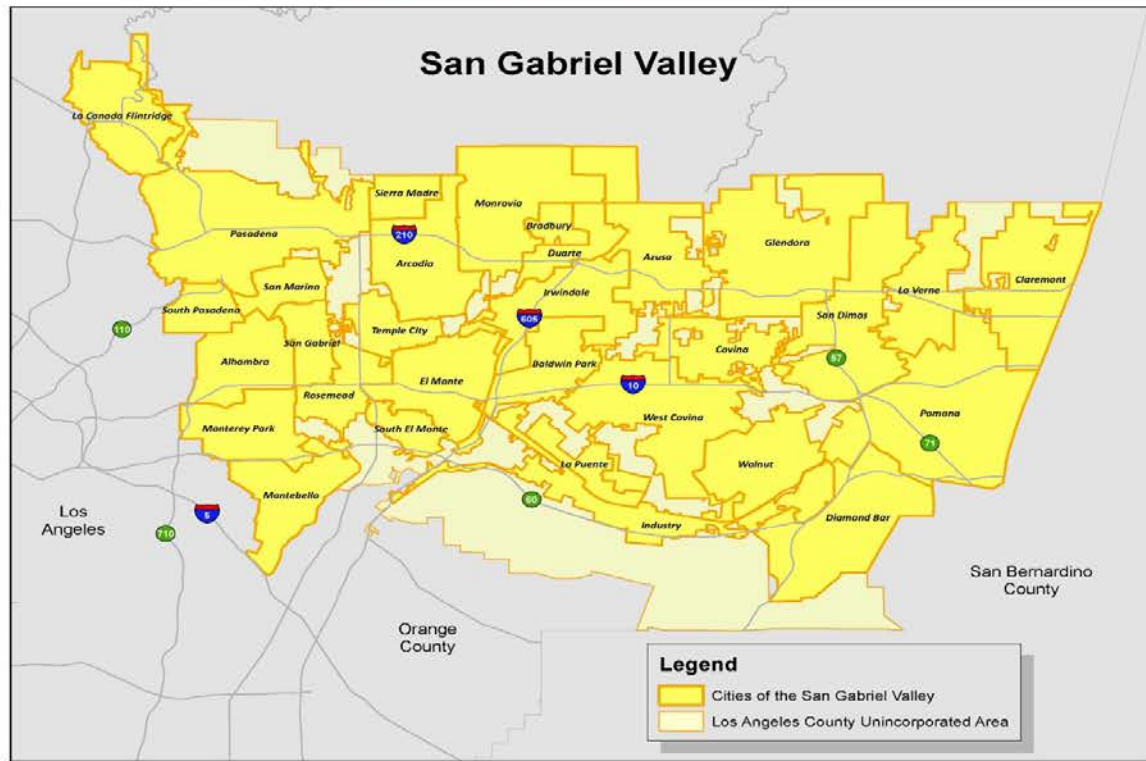 San Gabriel Valley
La Canada Flintridge
Sierra Madre
Monrovia
Bradbury
Pasadena
210
Duarte
Azusa
Glendora
Arcadia
Claremont
San Marino
Irwindale
La Verne
South Pasadena
605
San Dimas
110
Temple City
San Gabriel
Covina
57
Alhambra
Baldwin Park
El Monte
10
Rosemead
West Covina
Pomona
Monterey Park
South El Monte
71
La Puente
Walnut
Montebello
60
Los
Angeles
5
Industry
Diamond Bar
710
San Bernardino
County
Orange
County
Legend
Cities of the San Gabriel Valley
Los Angeles County Unincorporated Area